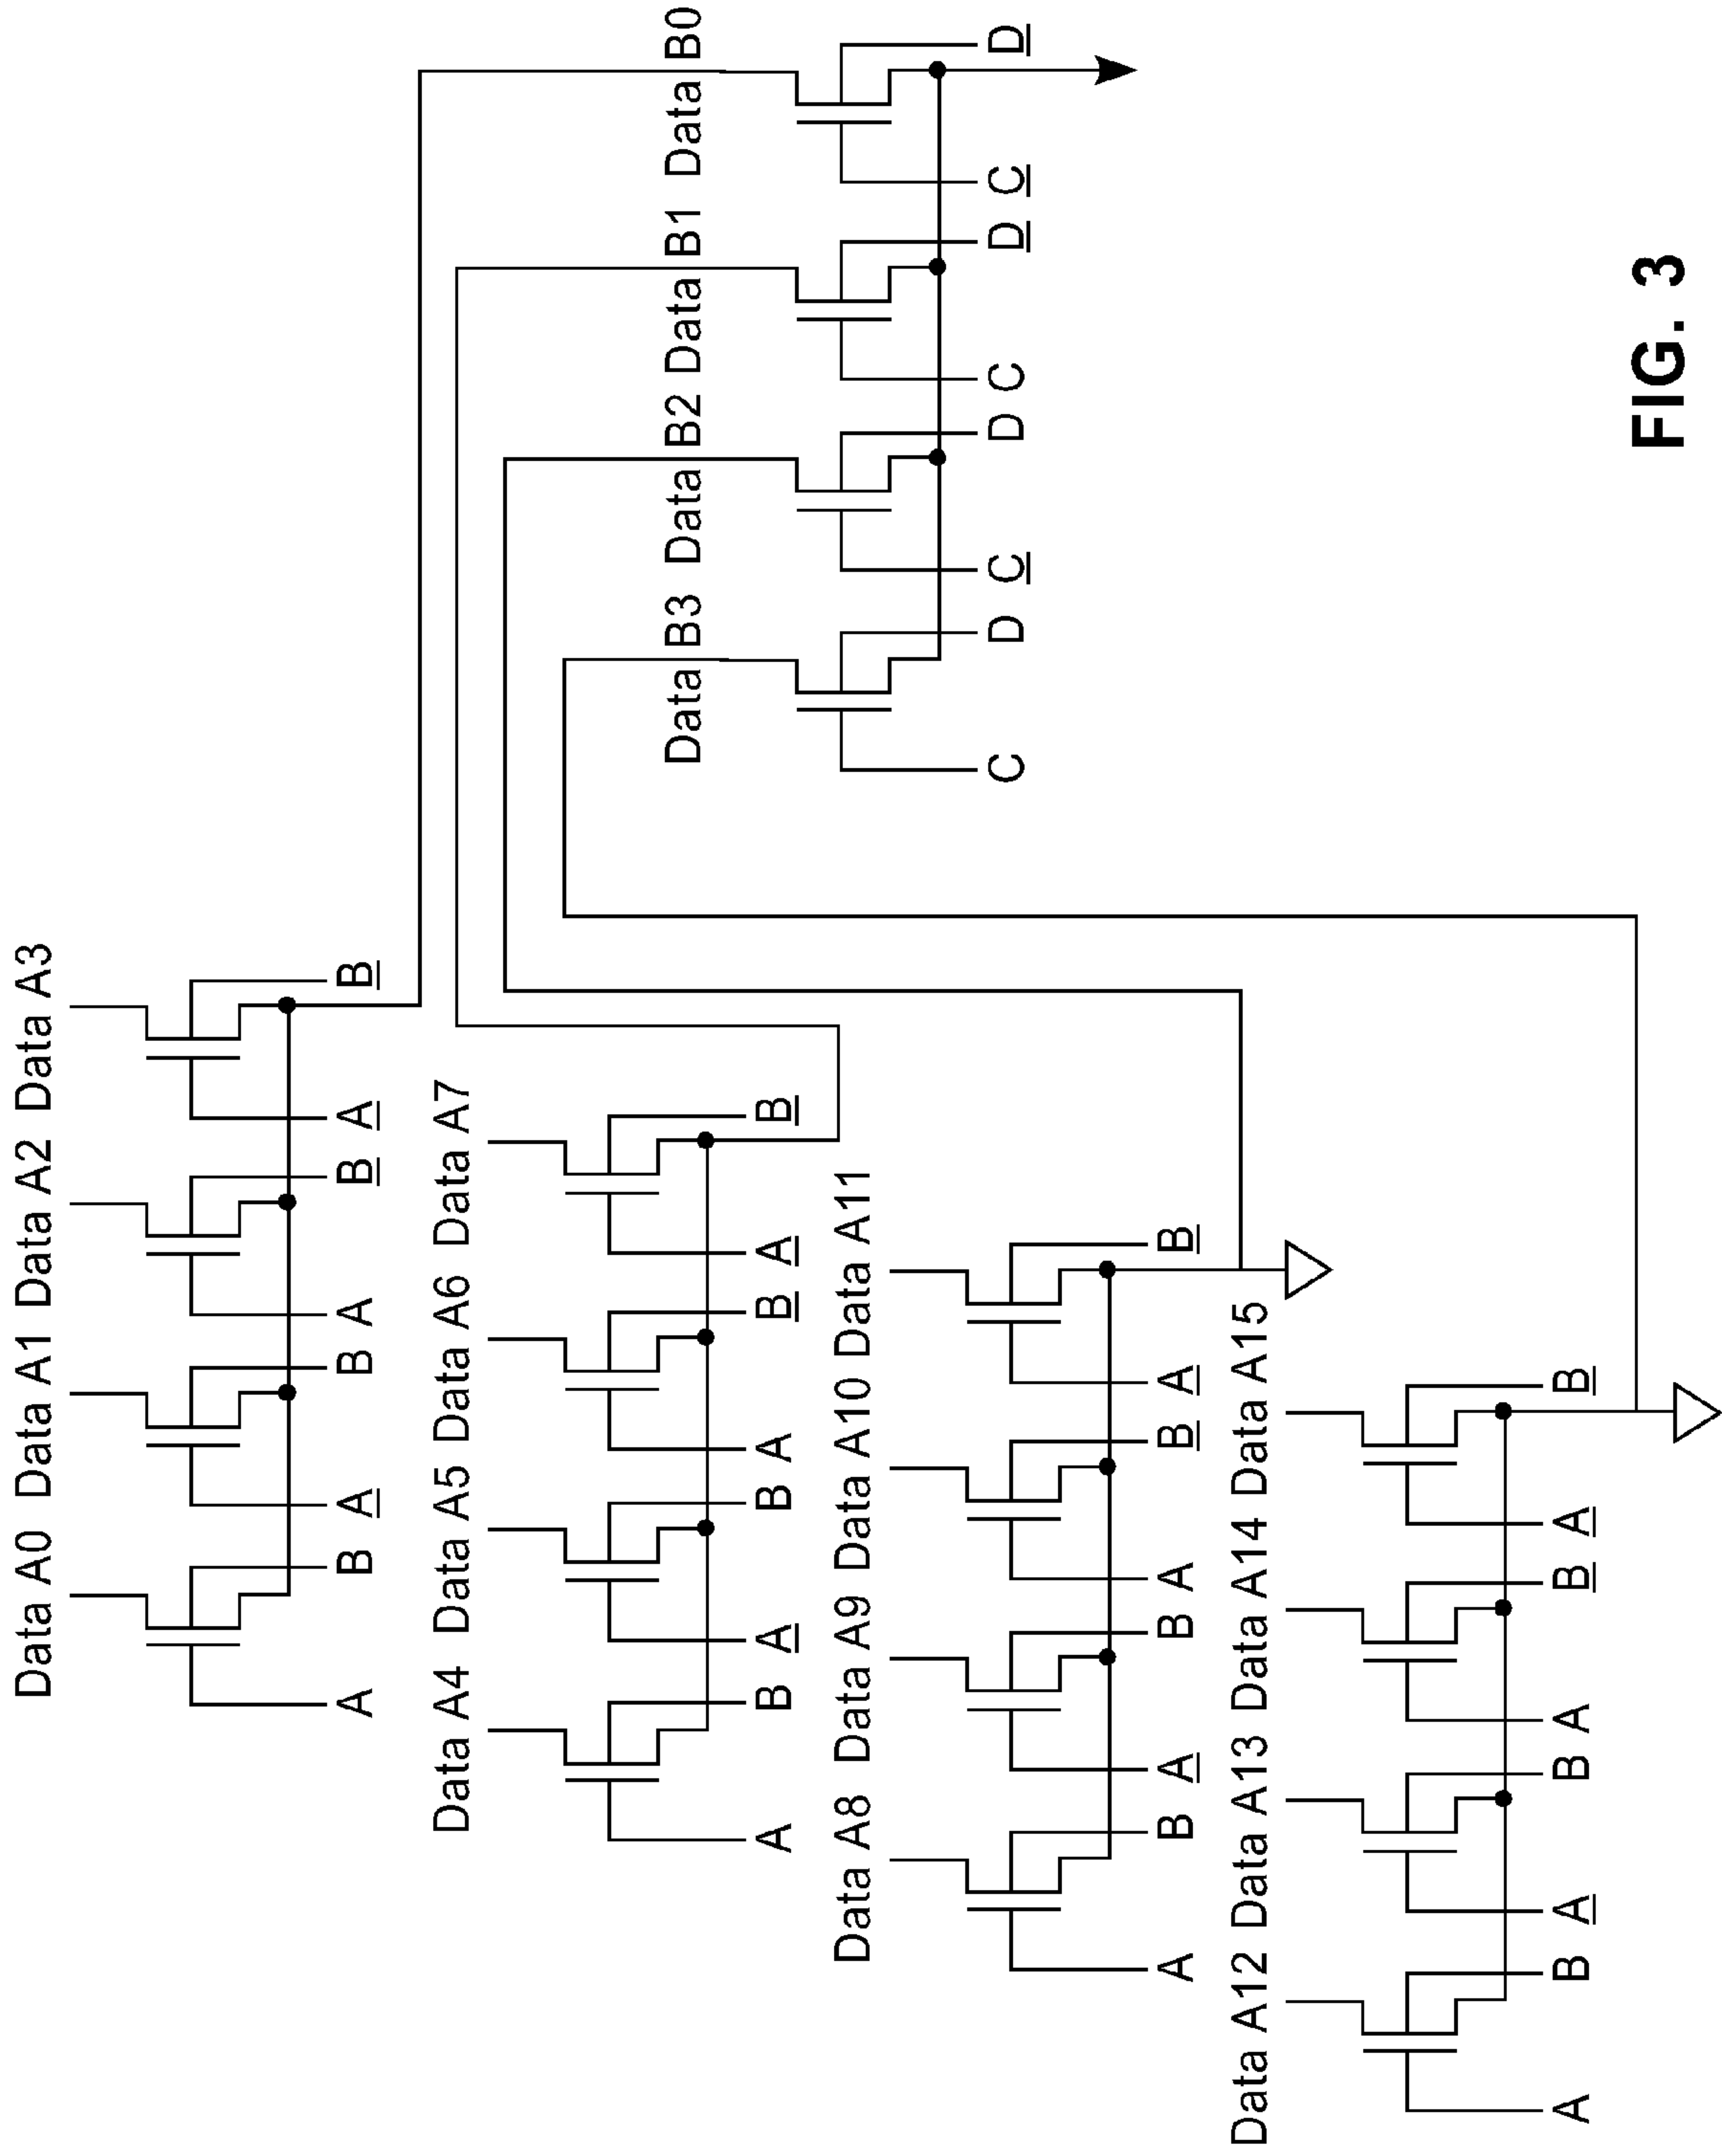 Data A0 Data A1 Data A2 Data A3
A B A̲ B A B̲ A̲ B̲
Data A4 Data A5 Data A6 Data A7
A B A̲ B A B̲ A̲ B̲
Data A8 Data A9 Data A10 Data A11
A B A̲ B A B̲ A̲ B̲
Data A12 Data A13 Data A14 Data A15
A B A̲ B A B̲ A̲ B̲
Data B3 Data B2 Data B1 Data B0
C D C̲ D C D̲ C̲ D̲
FIG. 3